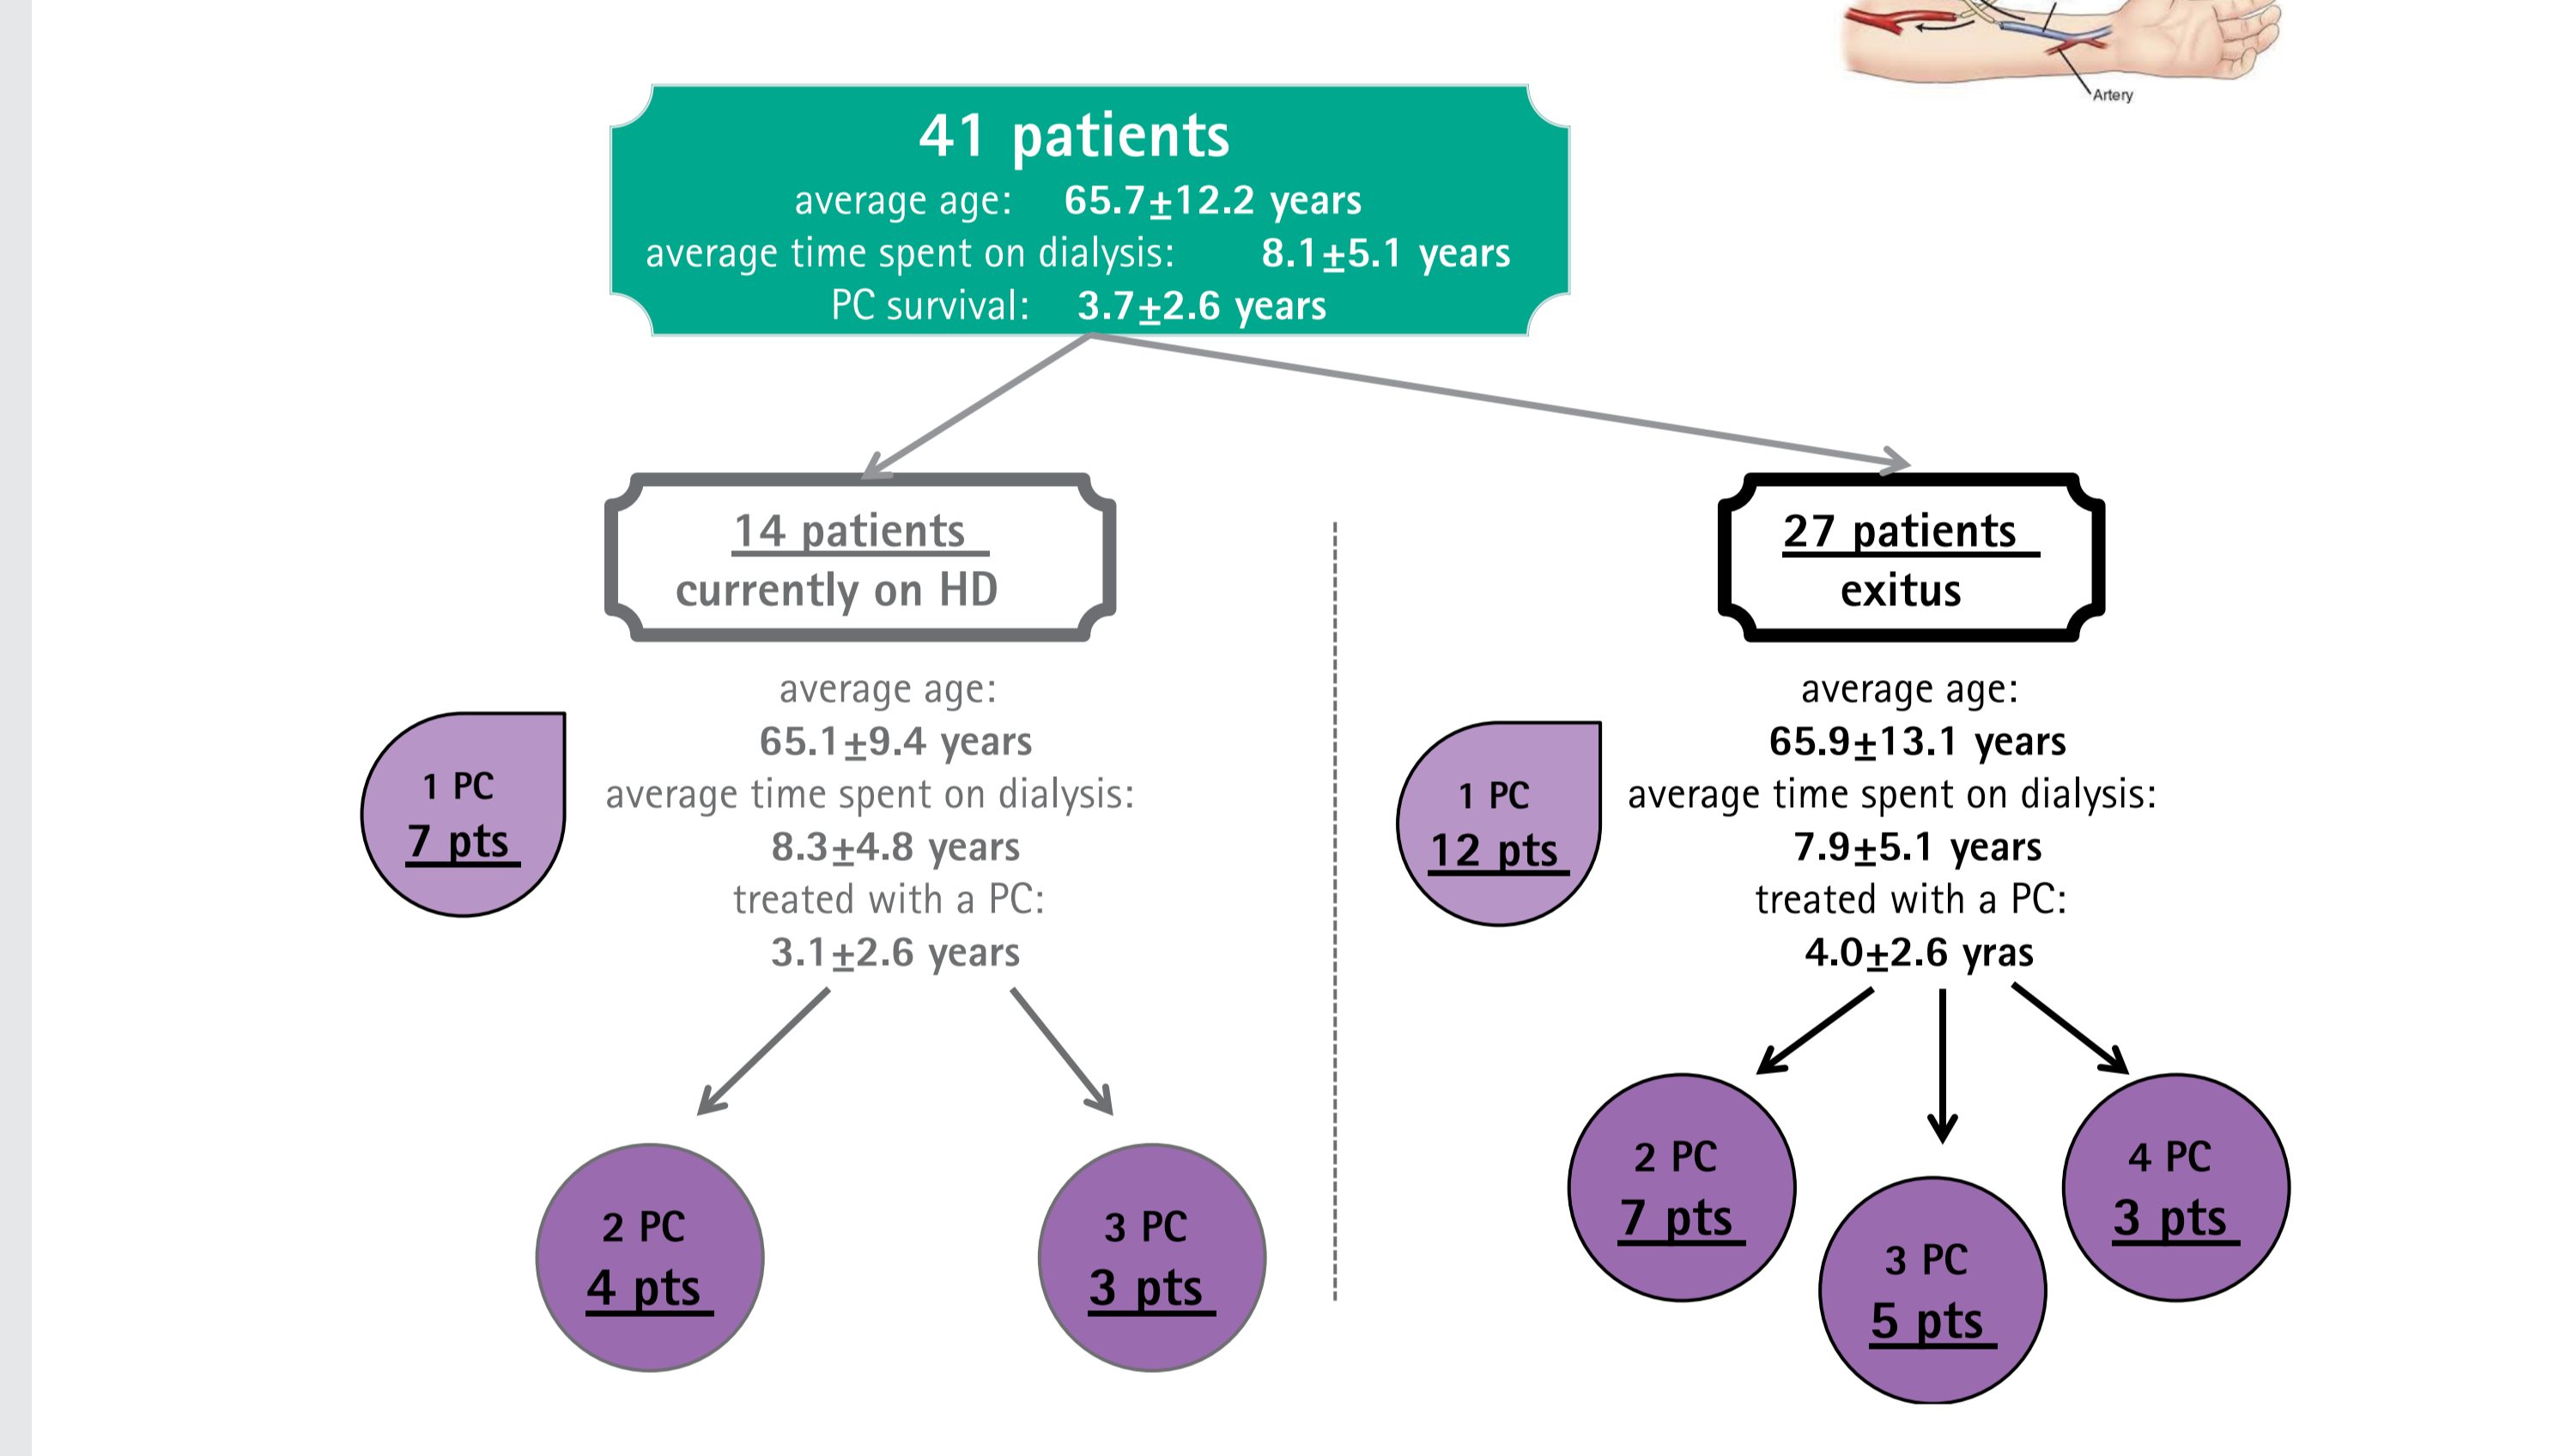 Artery
41 patients
average age: 65.7±12.2 years
average time spent on dialysis: 8.1±5.1 years
PC survival: 3.7±2.6 years
14 patients
currently on HD
average age:
65.1±9.4 years
average time spent on dialysis:
8.3±4.8 years
treated with a PC:
3.1±2.6 years
1 PC
7 pts
2 PC
4 pts
3 PC
3 pts
27 patients
exitus
average age:
65.9±13.1 years
average time spent on dialysis:
7.9±5.1 years
treated with a PC:
4.0±2.6 yras
1 PC
12 pts
2 PC
7 pts
3 PC
5 pts
4 PC
3 pts